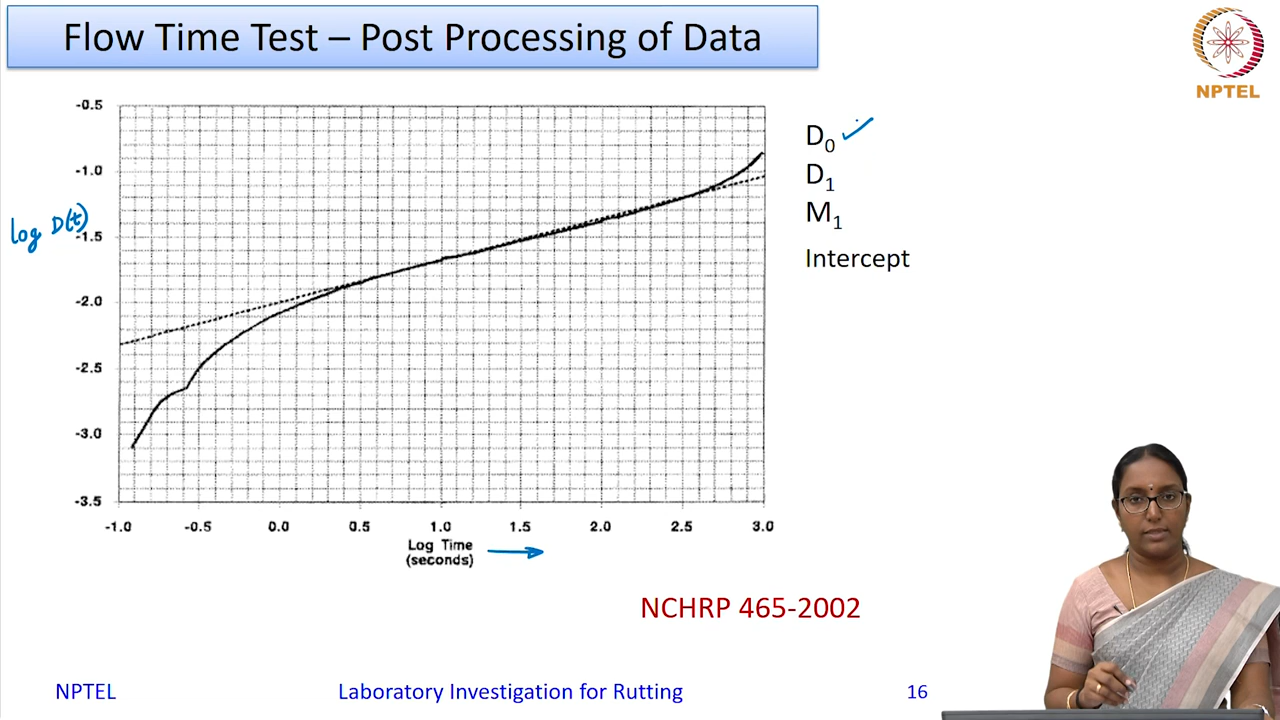 Flow Time Test – Post Processing of Data
NPTEL
-0.5
-1.0
-1.5
-2.0
-2.5
-3.0
-3.5
log D(t)
-1.0 -0.5 0.0 0.5 1.0 1.5 2.0 2.5 3.0
Log Time
(seconds)
D₀ ✓
D₁
M₁
Intercept
NCHRP 465-2002
NPTEL Laboratory Investigation for Rutting 16